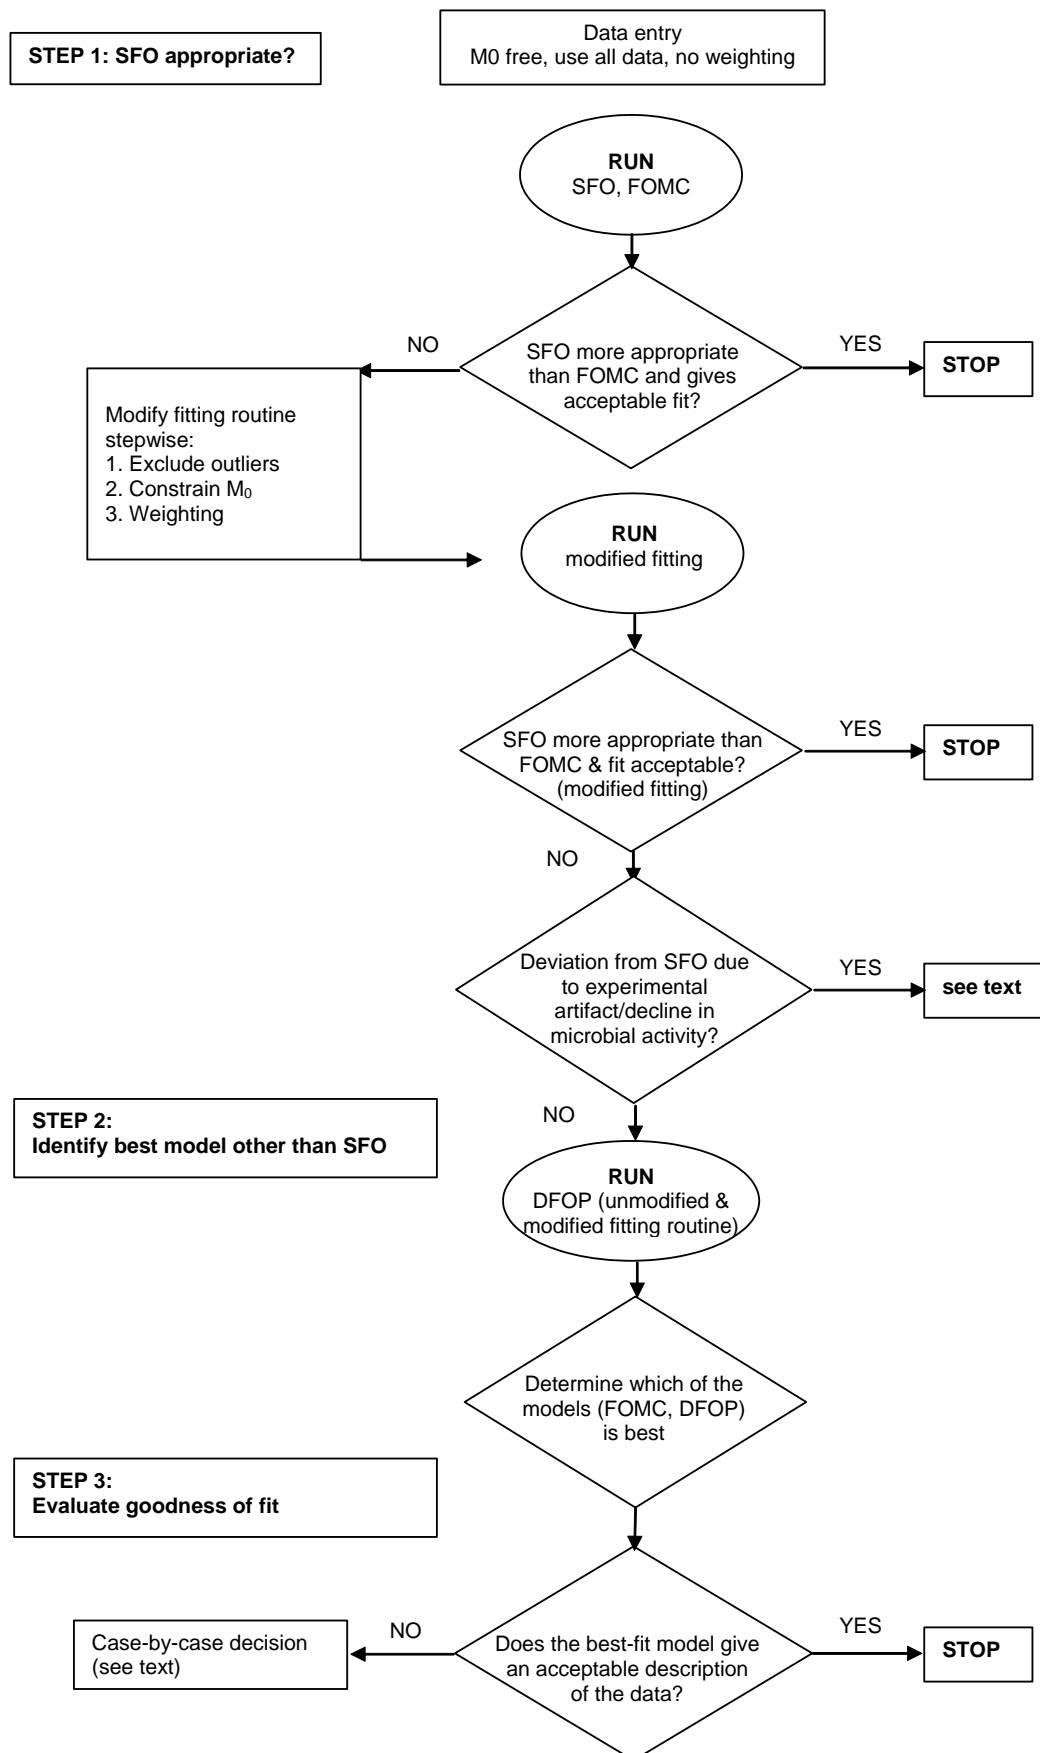 STEP 1: SFO appropriate?
Data entry
M0 free, use all data, no weighting
RUN
SFO, FOMC
NO
SFO more appropriate
than FOMC and gives
acceptable fit?
YES
STOP
Modify fitting routine
stepwise:
1. Exclude outliers
2. Constrain M₀
3. Weighting
RUN
modified fitting
SFO more appropriate than
FOMC & fit acceptable?
(modified fitting)
YES
STOP
NO
Deviation from SFO due
to experimental
artifact/decline in
microbial activity?
YES
see text
NO
STEP 2:
Identify best model other than SFO
RUN
DFOP (unmodified &
modified fitting routine)
Determine which of the
models (FOMC, DFOP)
is best
STEP 3:
Evaluate goodness of fit
Case-by-case decision
(see text)
NO
Does the best-fit model give
an acceptable description
of the data?
YES
STOP